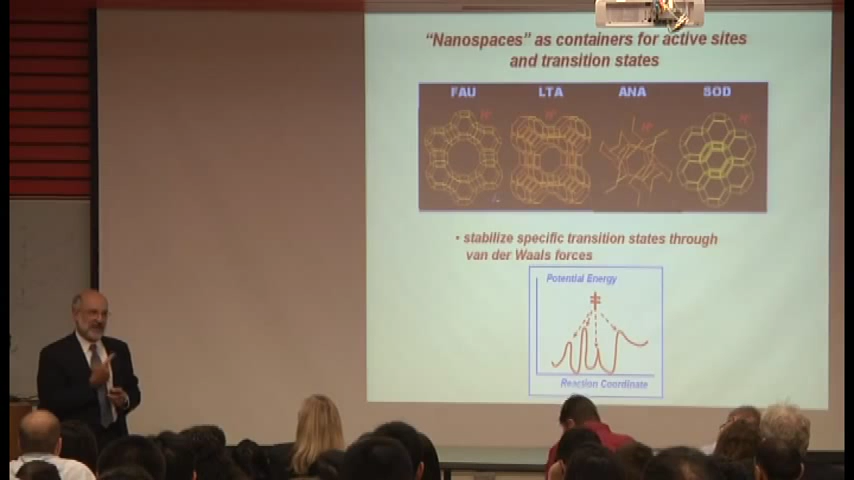 “Nanospaces” as containers for active sites
and transition states
FAU LTA ANA SOD
H⁺ H⁺ H⁺ H⁺
• stabilize specific transition states through
van der Waals forces
Potential Energy
‡
Reaction Coordinate